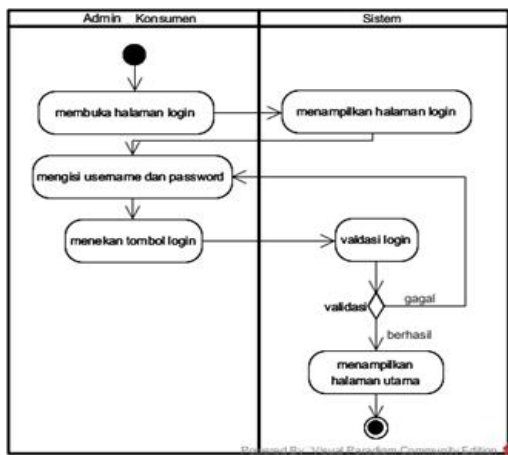 Admin Konsumen
Sistem
membuka halaman login
menampilkan halaman login
mengisi username dan password
menekan tombol login
vaidasi login
validasi
gagal
berhasil
menampilkan
halaman utama
Powered By Visual Paradigm Community Edition